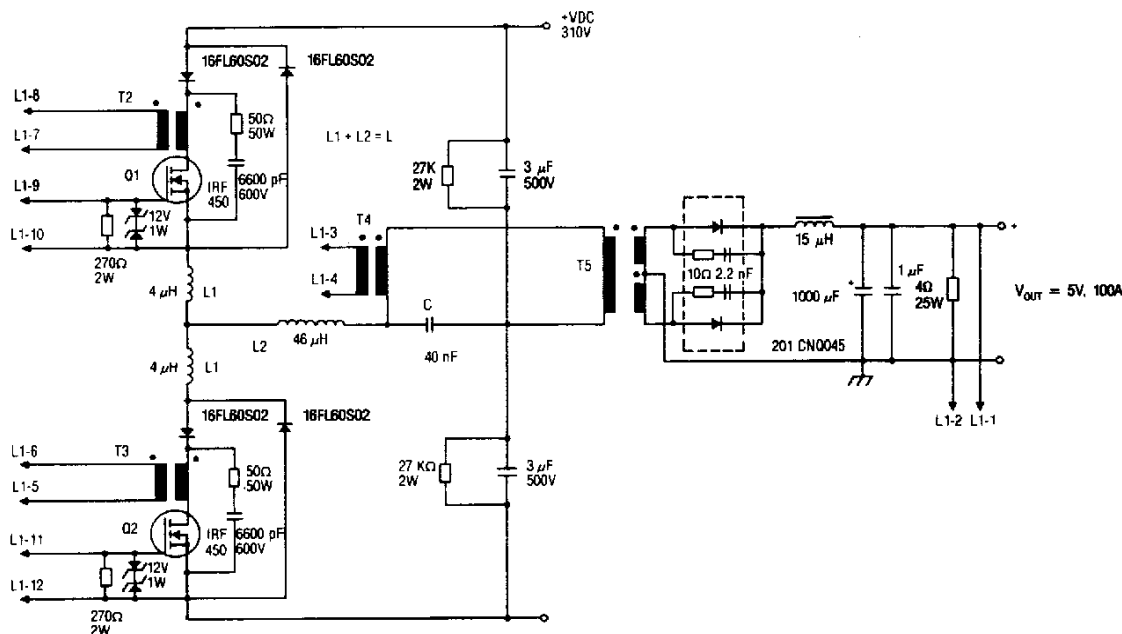 +VDC
310V
16FL60S02
16FL60S02
L1-8
T2
L1-7
50Ω
50W
L1 + L2 = L
Q1
L1-9
IRF
450
6600 pF
600V
27K
2W
3 µF
500V
12V
1W
L1-10
270Ω
2W
T4
L1-3
L1-4
4 µH
L1
T5
10Ω
2.2 nF
15 µH
+
1000 µF
+
1 µF
4Ω
25W
VOUT = 5V, 100A
C
L2
46 µH
40 nF
201 CNQ045
4 µH
L1
L1-2
L1-1
16FL60S02
16FL60S02
L1-6
T3
L1-5
50Ω
50W
27 KΩ
2W
3 µF
500V
Q2
L1-11
IRF
450
6600 pF
600V
12V
1W
L1-12
270Ω
2W